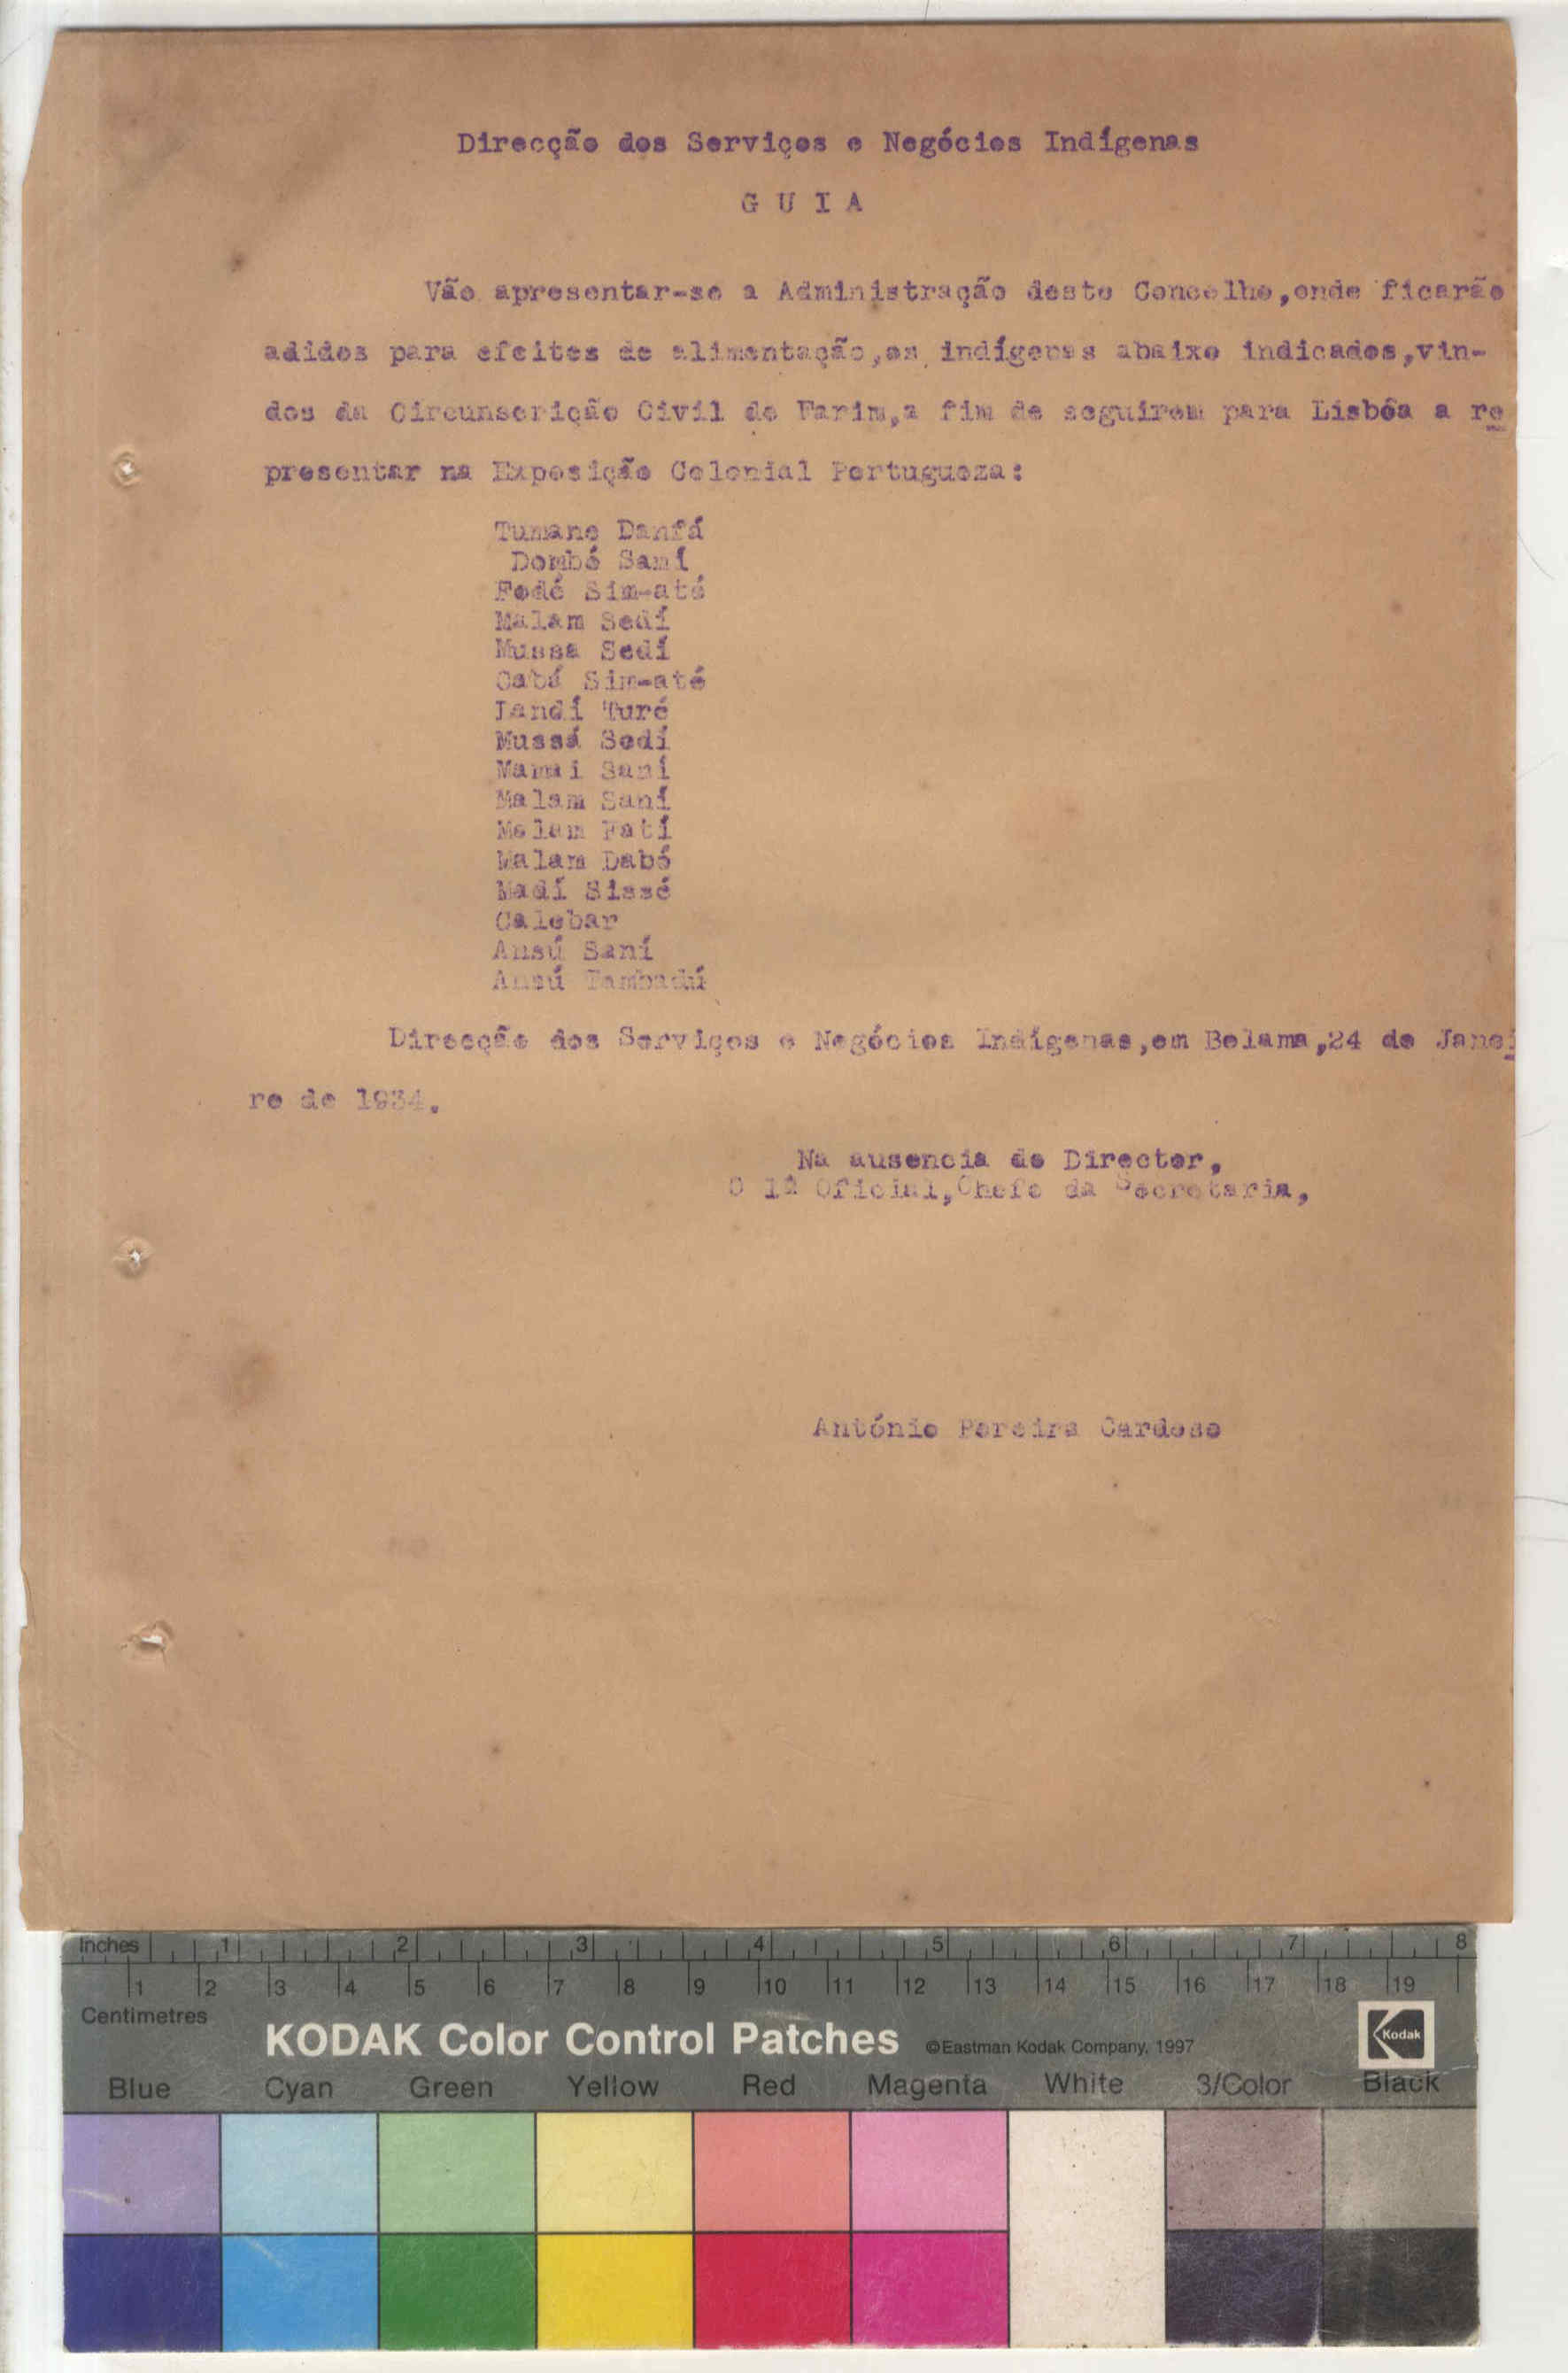 Direcção dos Serviços e Negócios Indígenas
G U I A
Vão apresentar-se a Administração deste Concelho,onde ficarão
adidos para efeitos de alimentação,os indígenas abaixo indicados,vin-
dos da Circunscrição Civil de Farim,a fim de seguirem para Lisbôa a re
presentar na Exposição Colonial Portugueza:
Tumane Danfá
Dombó Saní
Fodé Sim-até
Malam Sedí
Mussa Sedí
Cabá Sim-até
Jandí Turé
Mussá Sedí
Mamai Saní
Malam Saní
Malam Fatí
Malam Dabó
Madí Sissé
Calebar
Ansú Saní
Ansú Tambadú
Direcção dos Serviços e Negócios Indígenas,em Bolama,24 de Janei
ro de 1934.
Na ausencia do Director,
O 1º Oficial,Chefe da Secretaria,
António Pereira Cardoso
Inches 1 2 3 4 5 6 7 8
1 2 3 4 5 6 7 8 9 10 11 12 13 14 15 16 17 18 19
Centimetres
KODAK Color Control Patches ©Eastman Kodak Company, 1997 Kodak
Blue Cyan Green Yellow Red Magenta White 3/Color Black